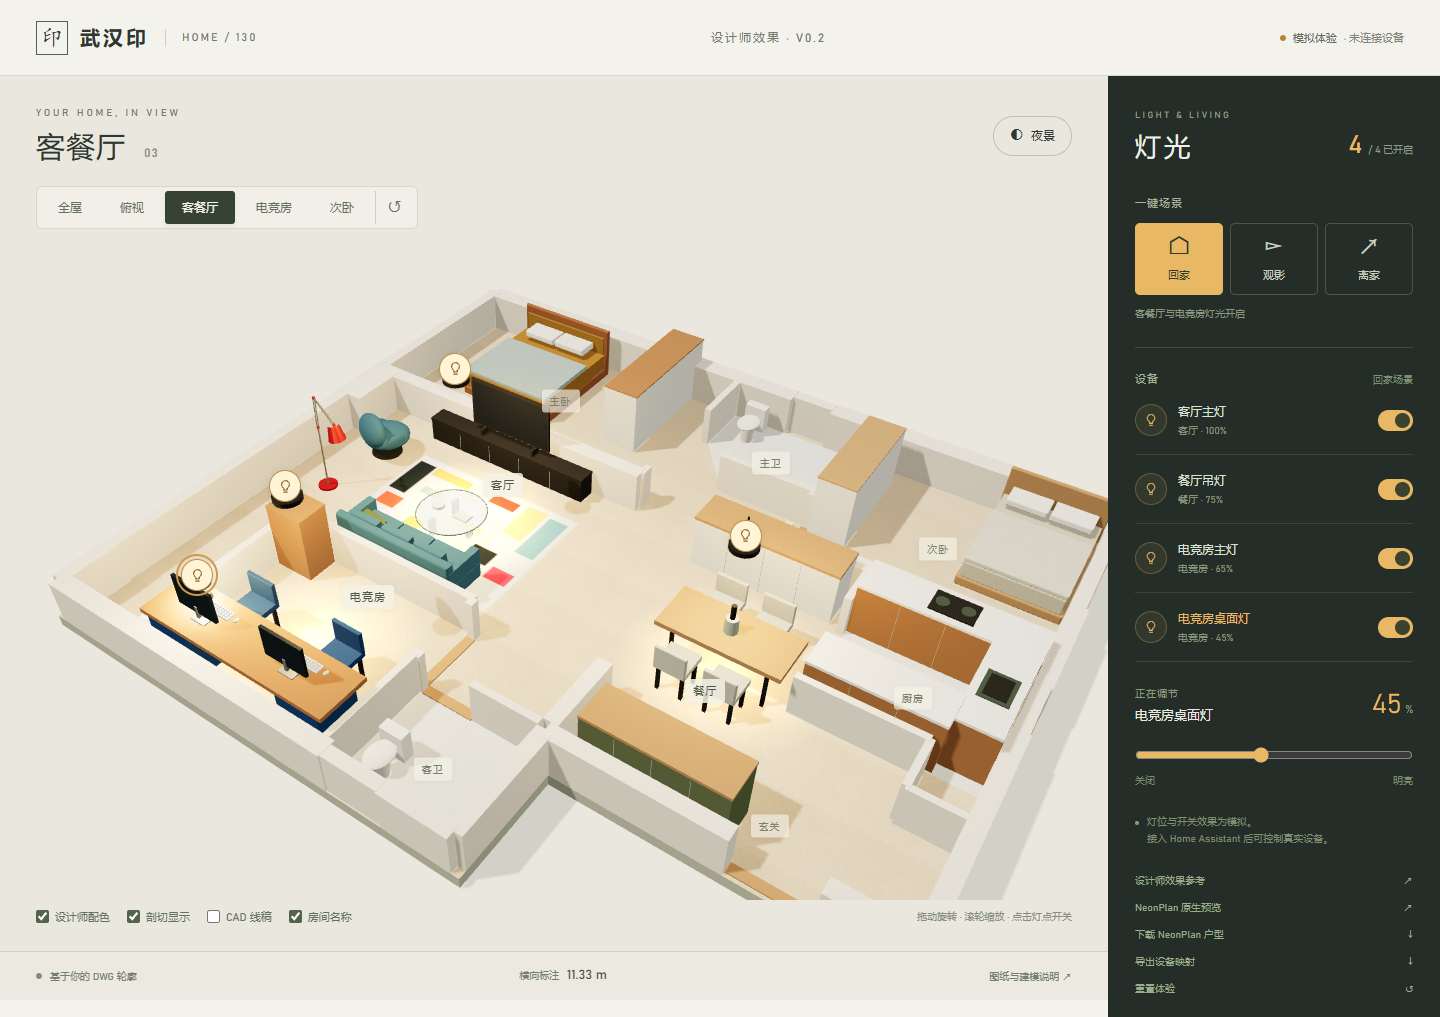 印 武汉印 HOME / 130
设计师效果 · V0.2
模拟体验 · 未连接设备
YOUR HOME, IN VIEW
客餐厅 03
夜景
全屋 俯视 客餐厅 电竞房 次卧
主卧
主卫
客厅
次卧
电竞房
餐厅
厨房
客卫
玄关
设计师配色 剖切显示 CAD 线稿 房间名称
拖动旋转 · 滚轮缩放 · 点击灯点开关
基于你的 DWG 轮廓
横向标注 11.33 m
图纸与建模说明 ↗
LIGHT & LIVING
灯光 4 / 4 已开启
一键场景
回家 观影 离家
客餐厅与电竞房灯光开启
设备 回家场景
客厅主灯
客厅 · 100%
餐厅吊灯
餐厅 · 75%
电竞房主灯
电竞房 · 65%
电竞房桌面灯
电竞房 · 45%
正在调节
电竞房桌面灯 45 %
关闭 明亮
灯位与开关效果为模拟。
接入 Home Assistant 后可控制真实设备。
设计师效果参考 ↗
NeonPlan 原生预览 ↗
下载 NeonPlan 户型 ↓
导出设备映射 ↓
重置体验 ↺